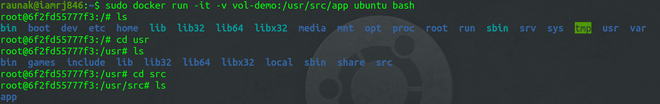 raunak@iamrj846:~$ sudo docker run -it -v vol-demo:/usr/src/app ubuntu bash
root@6f2fd55777f3:/# ls
bin boot dev etc home lib lib32 lib64 libx32 media mnt opt proc root run sbin srv sys tmp usr var
root@6f2fd55777f3:/# cd usr
root@6f2fd55777f3:/usr# ls
bin games include lib lib32 lib64 libx32 local sbin share src
root@6f2fd55777f3:/usr# cd src
root@6f2fd55777f3:/usr/src# ls
app